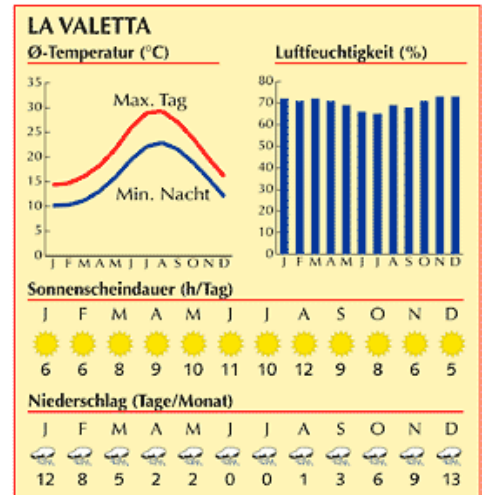 LA VALETTA
Ø-Temperatur (°C)
35
30
25
20
15
10
5
0
Max. Tag
Min. Nacht
J F M A M J J A S O N D
Luftfeuchtigkeit (%)
80
70
60
50
40
30
20
10
0
J F M A M J J A S O N D
Sonnenscheindauer (h/Tag)
J F M A M J J A S O N D
6 6 8 9 10 11 10 12 9 8 6 5
Niederschlag (Tage/Monat)
J F M A M J J A S O N D
12 8 5 2 2 0 0 1 3 6 9 13